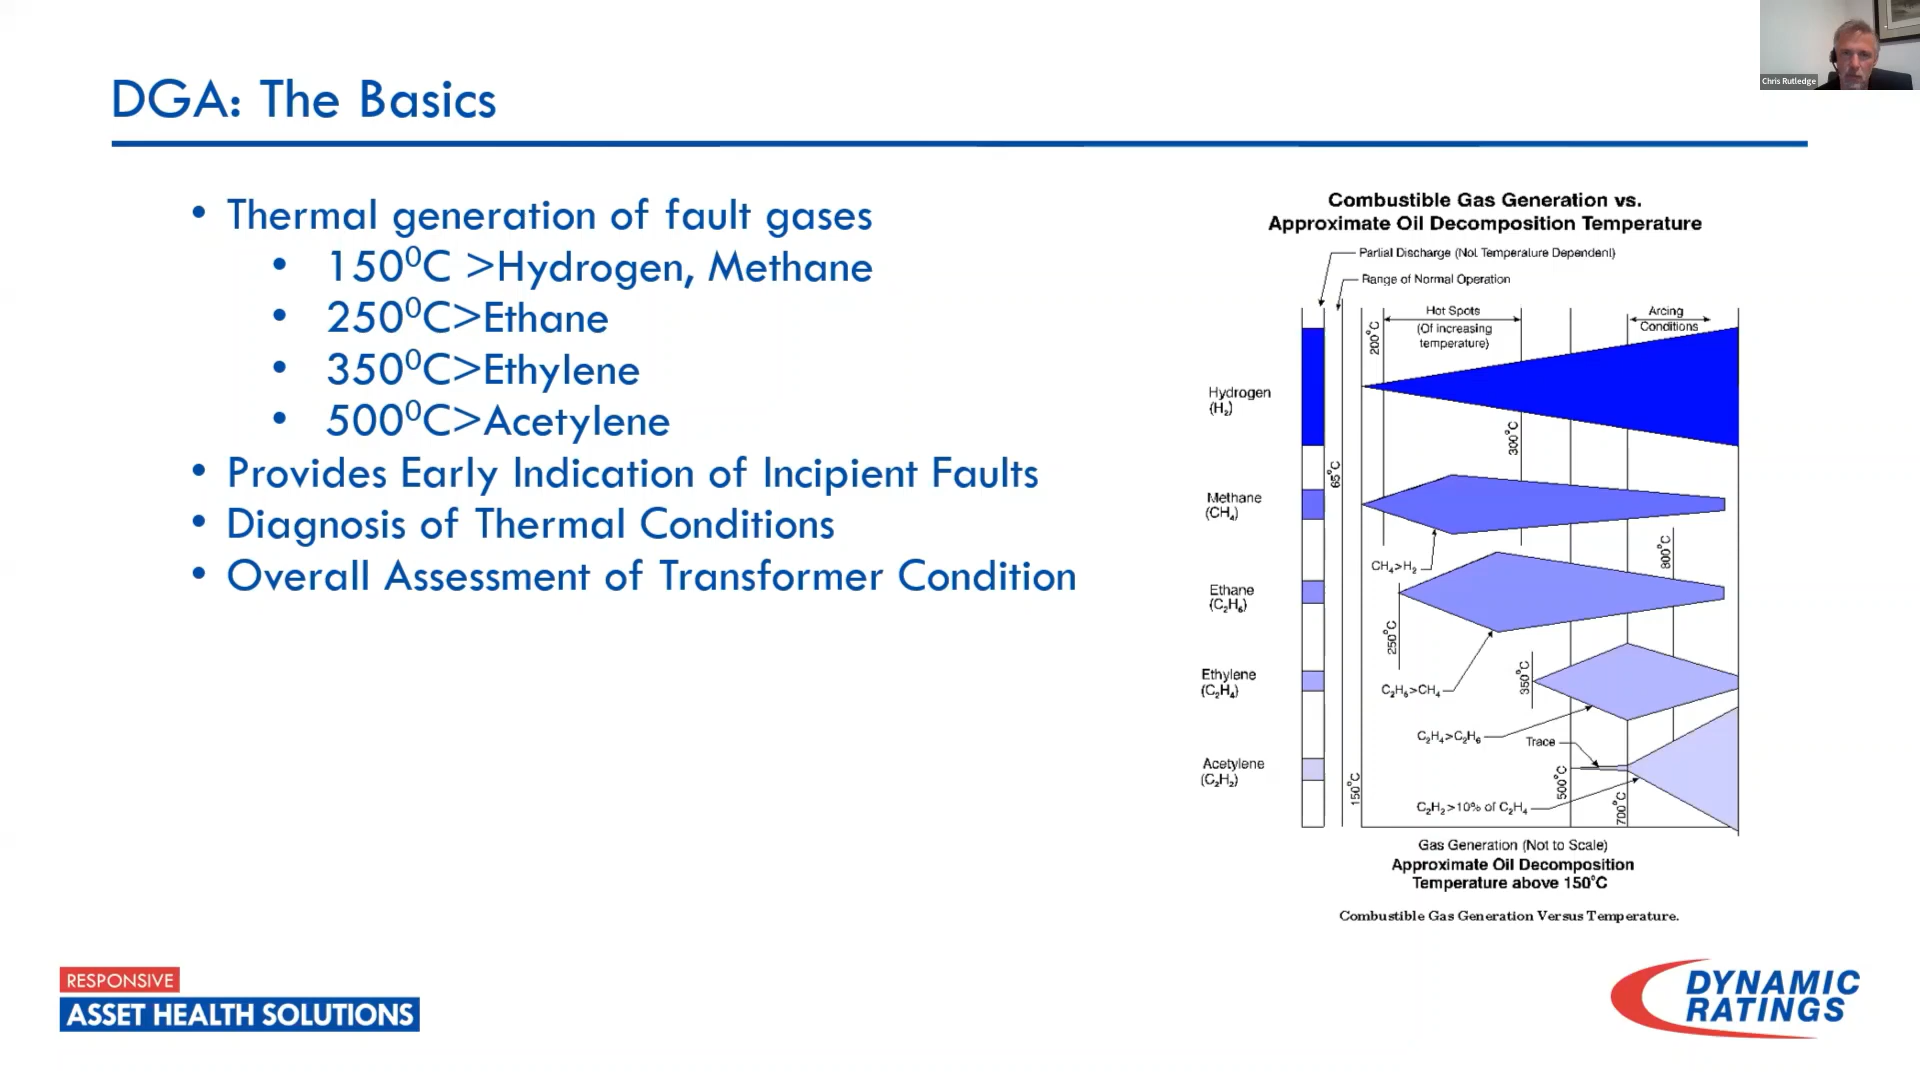 Chris Rutledge
DGA: The Basics
• Thermal generation of fault gases
• 150⁰C >Hydrogen, Methane
• 250⁰C>Ethane
• 350⁰C>Ethylene
• 500⁰C>Acetylene
• Provides Early Indication of Incipient Faults
• Diagnosis of Thermal Conditions
• Overall Assessment of Transformer Condition
Combustible Gas Generation vs.
Approximate Oil Decomposition Temperature
Partial Discharge (Not Temperature Dependent)
Range of Normal Operation
Hot Spots
(Of increasing
temperature)
Arcing
Conditions
200°C
Hydrogen
(H₂)
300°C
65°C
Methane
(CH₄)
CH₄>H₂
800°C
Ethane
(C₂H₆)
250°C
C₂H₆>CH₄
Ethylene
(C₂H₄)
350°C
C₂H₄>C₂H₆
Trace
Acetylene
(C₂H₂)
150°C
500°C
C₂H₂>10% of C₂H₄
700°C
Gas Generation (Not to Scale)
Approximate Oil Decomposition
Temperature above 150°C
Combustible Gas Generation Versus Temperature.
RESPONSIVE
ASSET HEALTH SOLUTIONS
DYNAMIC
RATINGS